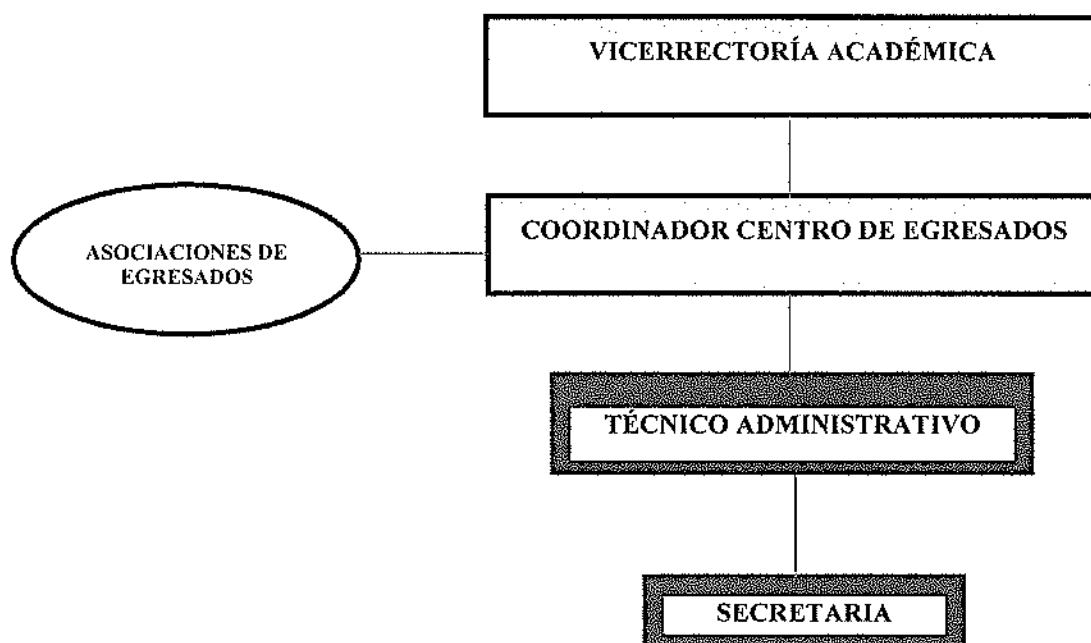 VICERRECTORÍA ACADÉMICA
COORDINADOR CENTRO DE EGRESADOS
ASOCIACIONES DE
EGRESADOS
TÉCNICO ADMINISTRATIVO
SECRETARIA